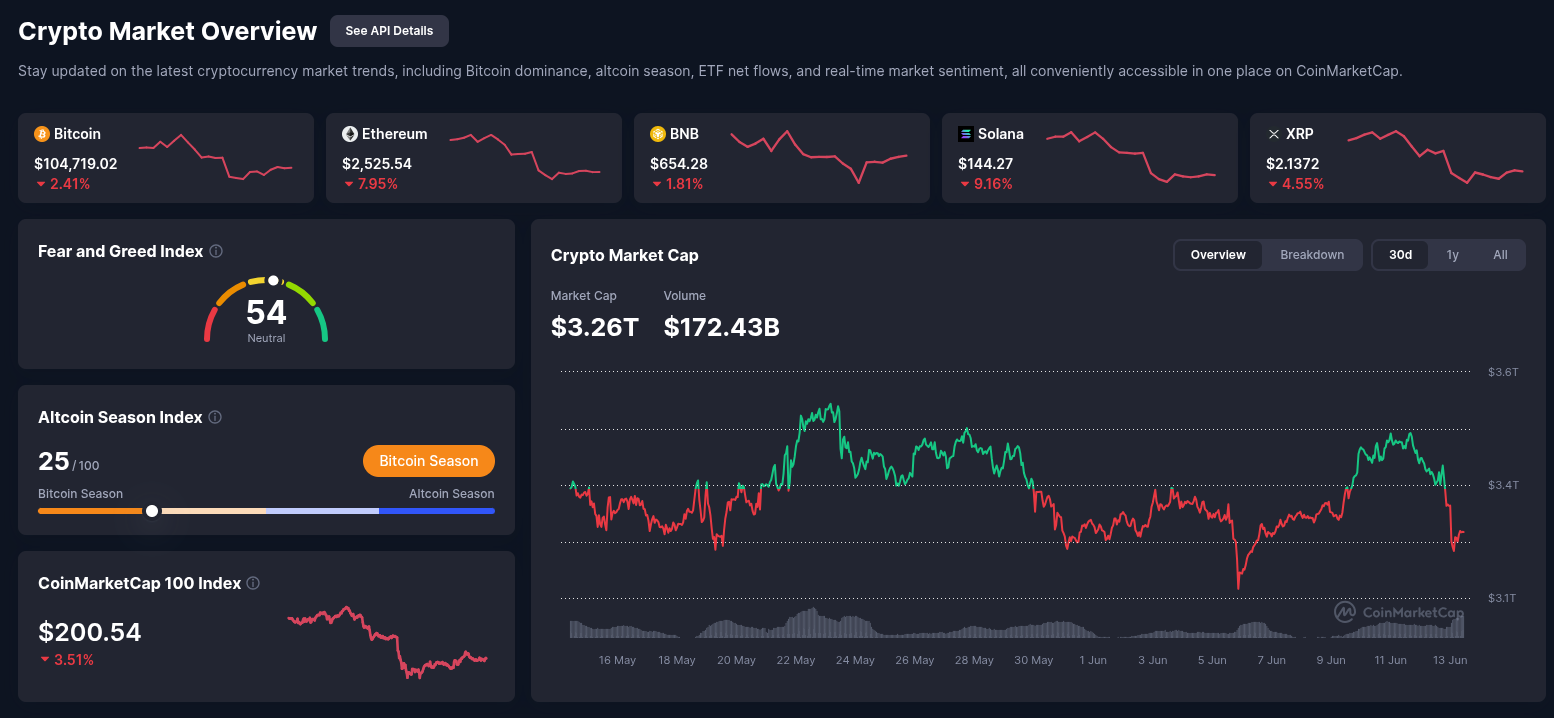 Crypto Market Overview
See API Details
Stay updated on the latest cryptocurrency market trends, including Bitcoin dominance, altcoin season, ETF net flows, and real-time market sentiment, all conveniently accessible in one place on CoinMarketCap.
Bitcoin
$104,719.02
2.41%
Ethereum
$2,525.54
7.95%
BNB
$654.28
1.81%
Solana
$144.27
9.16%
XRP
$2.1372
4.55%
Fear and Greed Index
54
Neutral
Altcoin Season Index
25 / 100
Bitcoin Season
Bitcoin Season Altcoin Season
CoinMarketCap 100 Index
$200.54
3.51%
Crypto Market Cap
Overview Breakdown
30d 1y All
Market Cap Volume
$3.26T $172.43B
$3.6T
$3.4T
$3.1T
CoinMarketCap
16 May 18 May 20 May 22 May 24 May 26 May 28 May 30 May 1 Jun 3 Jun 5 Jun 7 Jun 9 Jun 11 Jun 13 Jun